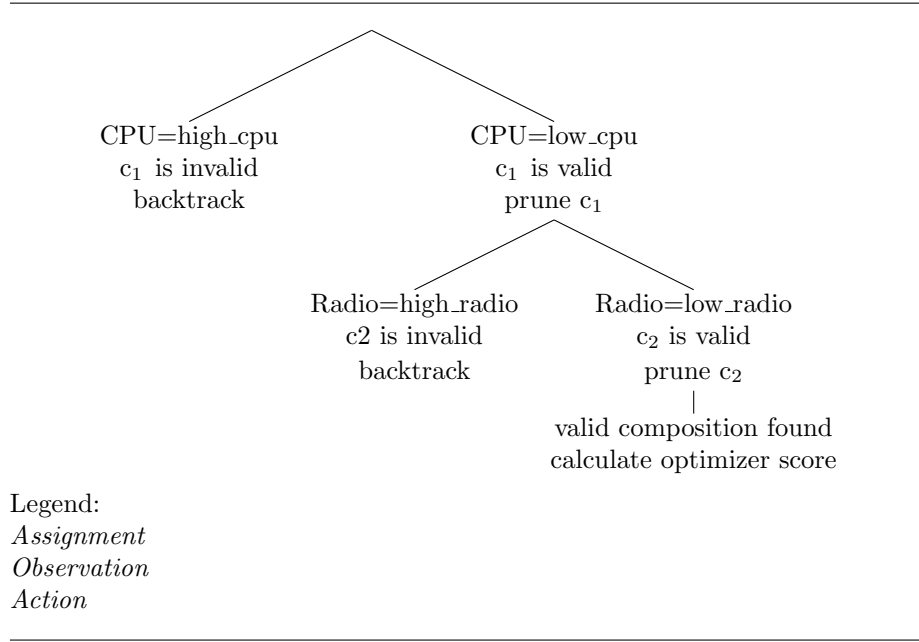 CPU=high_cpu
c₁ is invalid
backtrack
CPU=low_cpu
c₁ is valid
prune c₁
Radio=high_radio
c2 is invalid
backtrack
Radio=low_radio
c₂ is valid
prune c₂
valid composition found
calculate optimizer score
Legend:
Assignment
Observation
Action